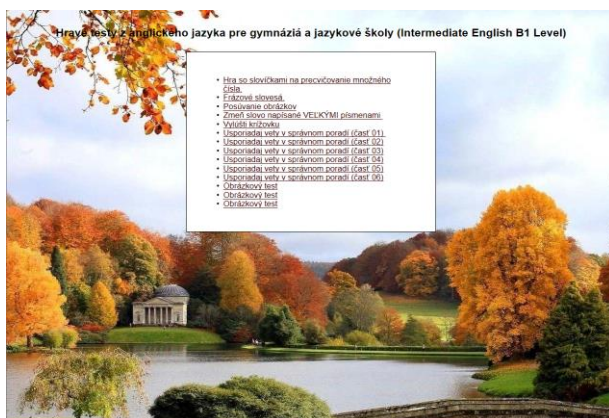 Hravé testy z anglického jazyka pre gymnáziá a jazykové školy (Intermediate English B1 Level)
Hra so slovíčkami na precvičovanie množného
čísla.
Frázové slovesá.
Posúvanie obrázkov
Zmeň slovo napísané VEĽKÝMI písmenami
Vylúšti krížovku
Usporiadaj vety v správnom poradí (časť 01)
Usporiadaj vety v správnom poradí (časť 02)
Usporiadaj vety v správnom poradí (časť 03)
Usporiadaj vety v správnom poradí (časť 04)
Usporiadaj vety v správnom poradí (časť 05)
Usporiadaj vety v správnom poradí (časť 06)
Obrázkový test
Obrázkový test
Obrázkový test